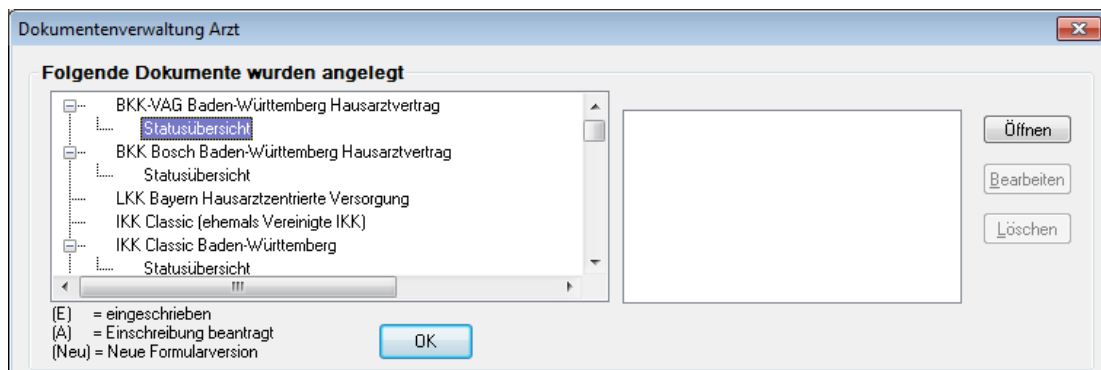 Dokumentenverwaltung Arzt
Folgende Dokumente wurden angelegt
BKK-VAG Baden-Württemberg Hausarztvertrag
Statusübersicht
BKK Bosch Baden-Württemberg Hausarztvertrag
Statusübersicht
LKK Bayern Hausarztzentrierte Versorgung
IKK Classic (ehemals Vereinigte IKK)
IKK Classic Baden-Württemberg
Statusübersicht
Öffnen
Bearbeiten
Löschen
(E) = eingeschrieben
(A) = Einschreibung beantragt
(Neu) = Neue Formularversion
OK